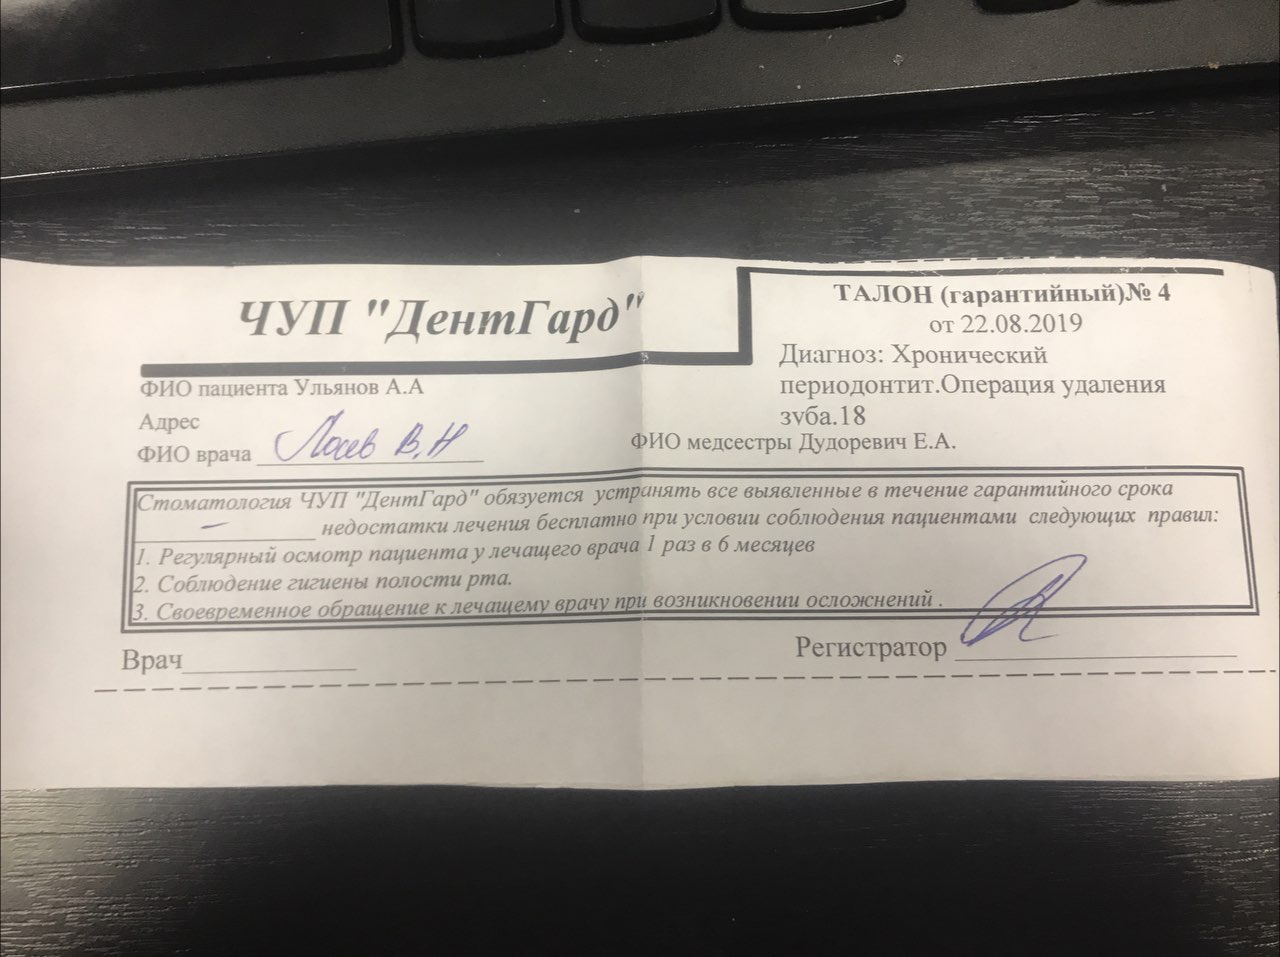 ЧУП "ДентГард"
ТАЛОН (гарантийный)№ 4
от 22.08.2019
Диагноз: Хронический
периодонтит.Операция удаления
зуба.18
ФИО пациента Ульянов А.А
Адрес
ФИО врача Лосев В.Н
ФИО медсестры Дудоревич Е.А.
Стоматология ЧУП "ДентГард" обязуется устранять все выявленные в течение гарантийного срока
– недостатки лечения бесплатно при условии соблюдения пациентами следующих правил:
1. Регулярный осмотр пациента у лечащего врача 1 раз в 6 месяцев
2. Соблюдение гигиены полости рта.
3. Своевременное обращение к лечащему врачу при возникновении осложнений .
Врач
Регистратор